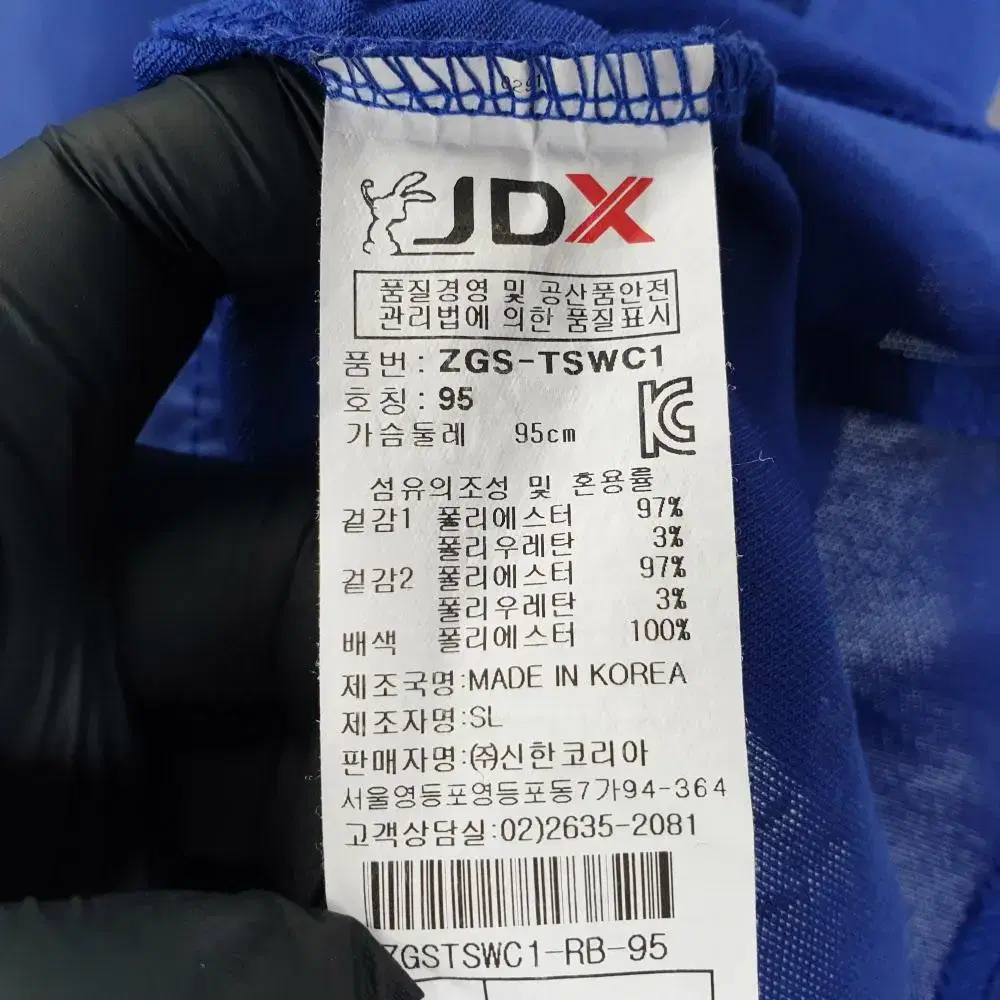 0291
JDX
품질경영 및 공산품안전
관리법에 의한 품질표시
품번 : ZGS-TSWC1
호칭 : 95
가슴둘레 95cm
KC
섬유의조성 및 혼용률
겉감1 폴리에스터 97%
폴리우레탄 3%
겉감2 폴리에스터 97%
폴리우레탄 3%
배색 폴리에스터 100%
제조국명:MADE IN KOREA
제조자명:SL
판매자명:㈜신한코리아
서울영등포영등포동7가94-364
고객상담실:02)2635-2081
ZGSTSWC1-RB-95